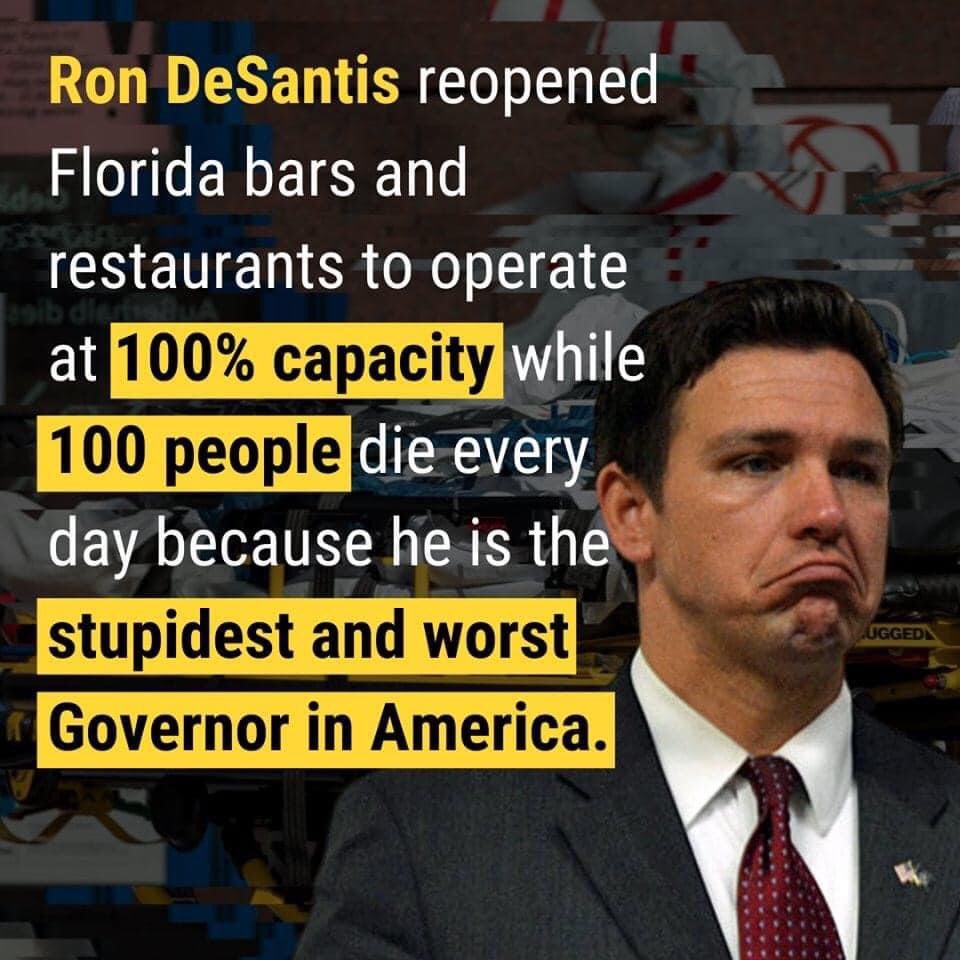 Ron DeSantis reopened
Florida bars and
restaurants to operate
at 100% capacity while
100 people die every
day because he is the
stupidest and worst
Governor in America.
UGGED